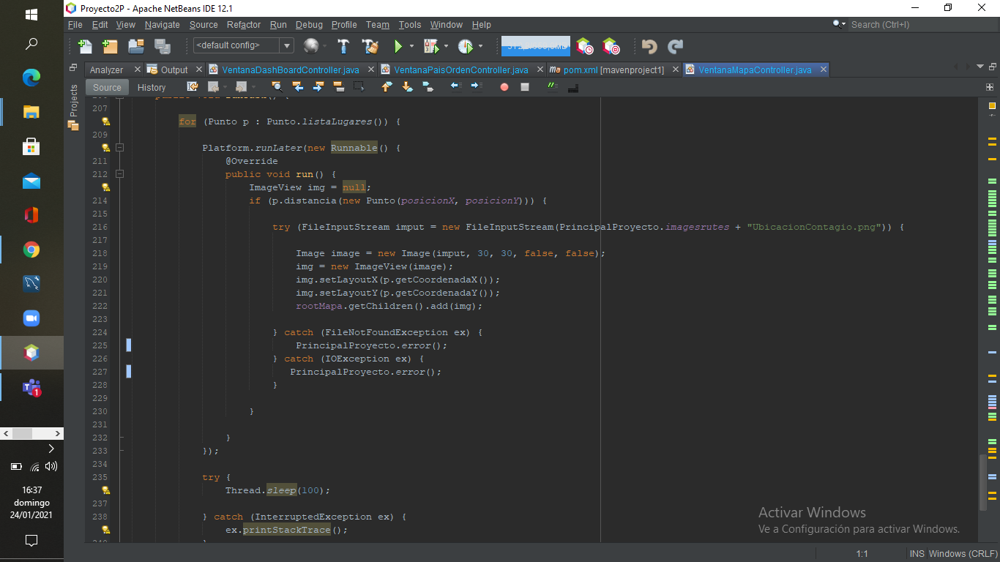 Proyecto2P - Apache NetBeans IDE 12.1
File Edit View Navigate Source Refactor Run Debug Profile Team Tools Window Help
Search (Ctrl+I)
<default config>
Analyzer Output VentanaDashBoardController.java VentanaPaisOrdenController.java pom.xml [mavenproject1] VentanaMapaController.java
Source History
Projects
207
for (Punto p : Punto.listaLugares()) {
209
Platform.runLater(new Runnable() {
211 @Override
212 public void run() {
ImageView img = null;
214 if (p.distancia(new Punto(posicionX, posicionY))) {
215
216 try (FileInputStream imput = new FileInputStream(PrincipalProyecto.imagesrutes + "UbicacionContagio.png")) {
217
218 Image image = new Image(imput, 30, 30, false, false);
219 img = new ImageView(image);
220 img.setLayoutX(p.getCoordenadaX());
221 img.setLayoutY(p.getCoordenadaY());
222 rootMapa.getChildren().add(img);
223
224 } catch (FileNotFoundException ex) {
225 PrincipalProyecto.error();
226 } catch (IOException ex) {
227 PrincipalProyecto.error();
228 }
229
230 }
231
232 }
233 });
234
235 try {
Thread.sleep(100);
237
238 } catch (InterruptedException ex) {
ex.printStackTrace();
Activar Windows
Ve a Configuración para activar Windows.
1:1 INS Windows (CRLF)
1
16:37
domingo
24/01/2021